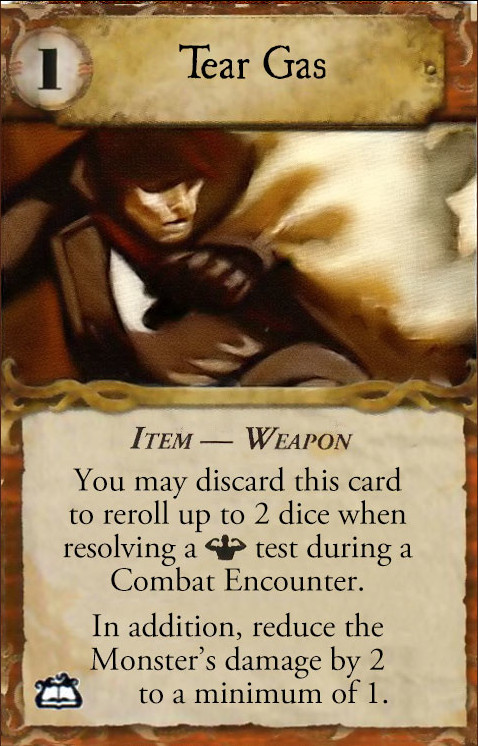 1
Tear Gas
Item — Weapon
You may discard this card
to reroll up to 2 dice when
resolving a test during a
Combat Encounter.
In addition, reduce the
Monster's damage by 2
to a minimum of 1.